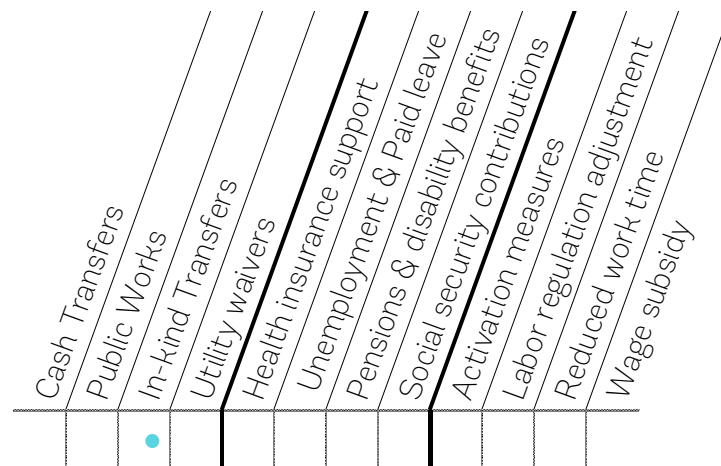 Cash Transfers
Public Works
In-kind Transfers
Utility waivers
Health insurance support
Unemployment & Paid leave
Pensions & disability benefits
Social security contributions
Activation measures
Labor regulation adjustment
Reduced work time
Wage subsidy